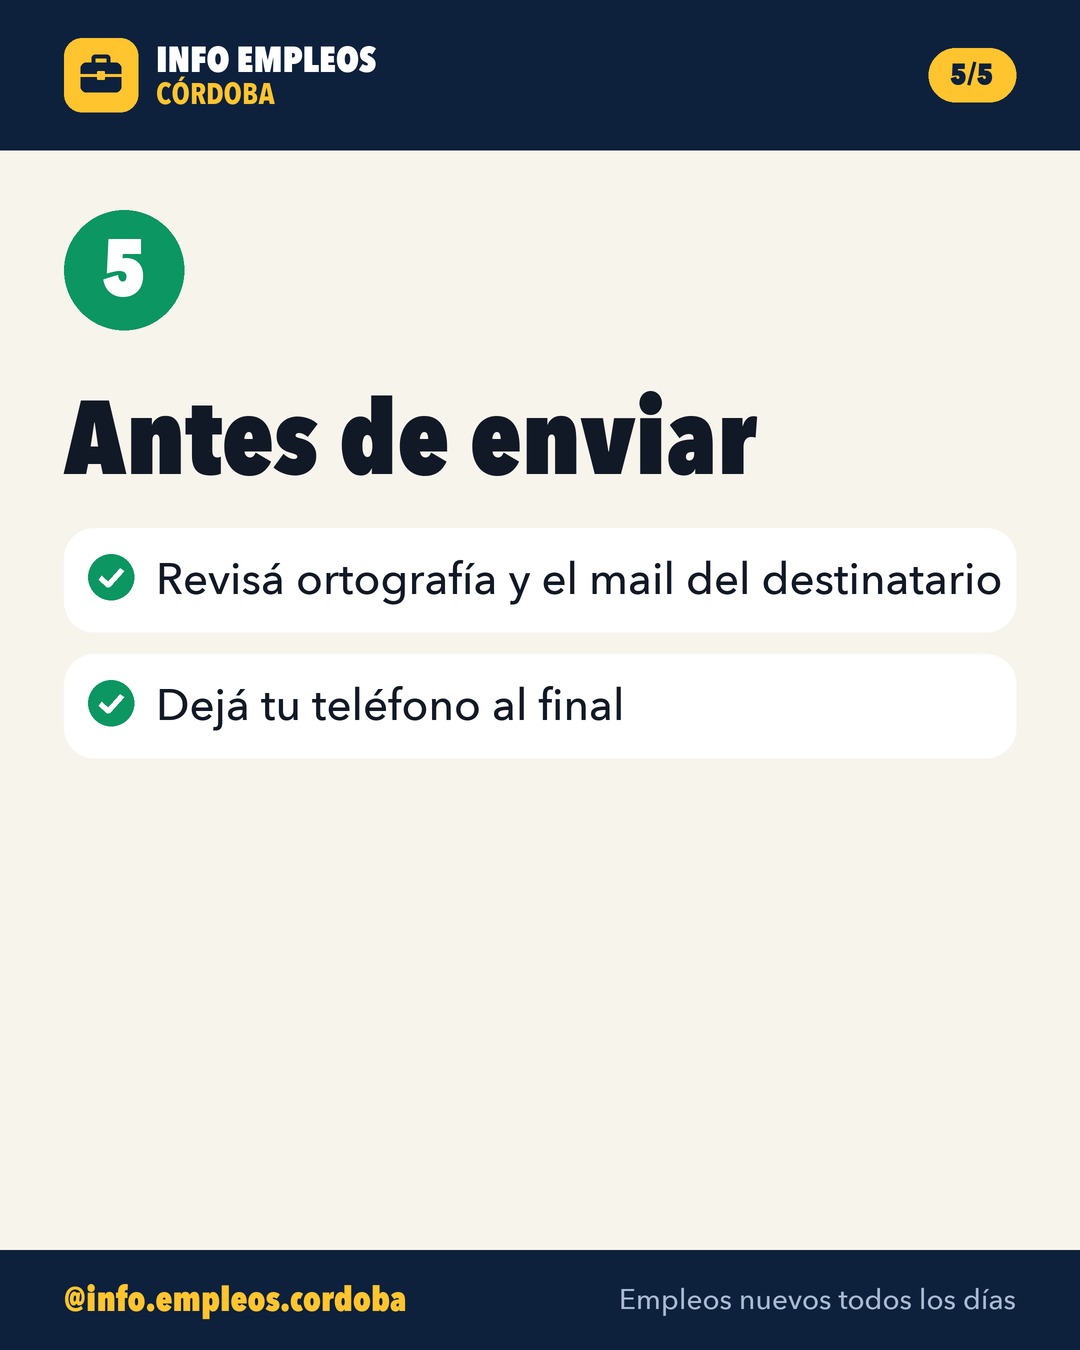 INFO EMPLEOS
CÓRDOBA
5/5
5
Antes de enviar
Revisá ortografía y el mail del destinatario
Dejá tu teléfono al final
@info.empleos.cordoba
Empleos nuevos todos los días